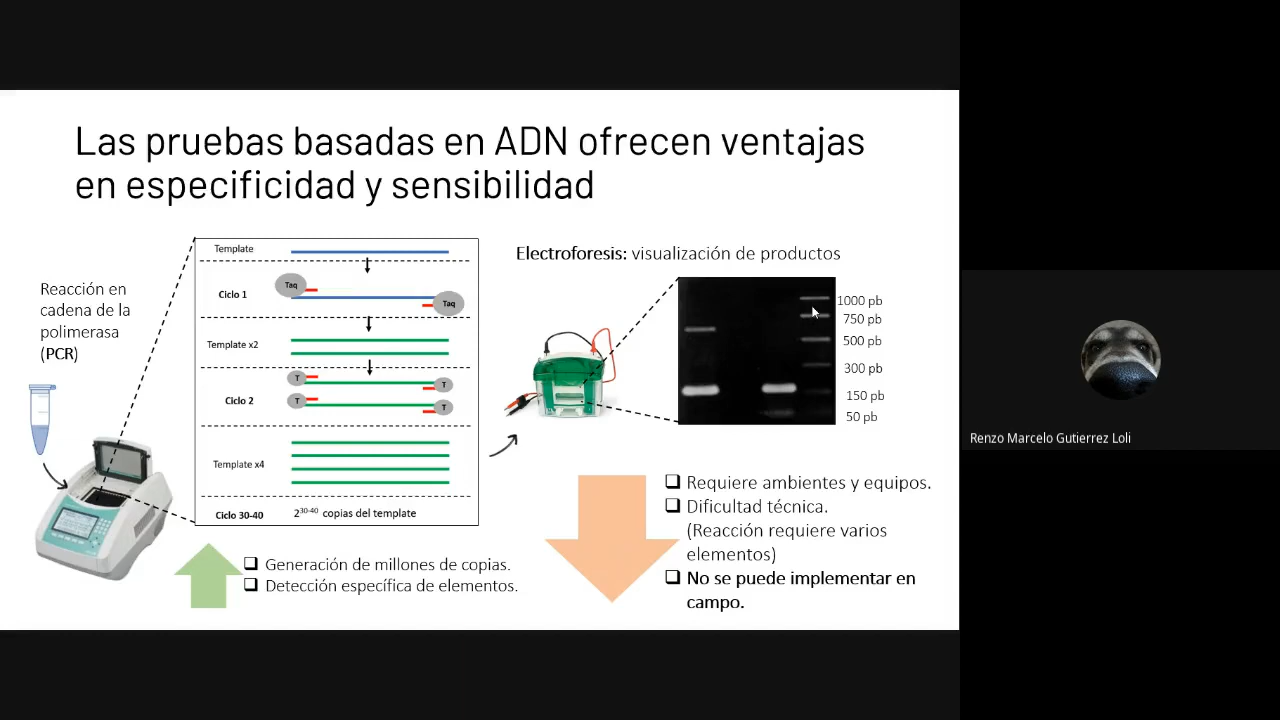 Las pruebas basadas en ADN ofrecen ventajas
en especificidad y sensibilidad
Reacción en
cadena de la
polimerasa
(PCR)
Template
Ciclo 1
Taq
Taq
Template x2
Ciclo 2
T
T
T
T
Template x4
Ciclo 30-40
2³⁰⁻⁴⁰ copias del template
Generación de millones de copias.
Detección específica de elementos.
Electroforesis: visualización de productos
1000 pb
750 pb
500 pb
300 pb
150 pb
50 pb
Requiere ambientes y equipos.
Dificultad técnica.
(Reacción requiere varios
elementos)
No se puede implementar en
campo.
Renzo Marcelo Gutierrez Loli